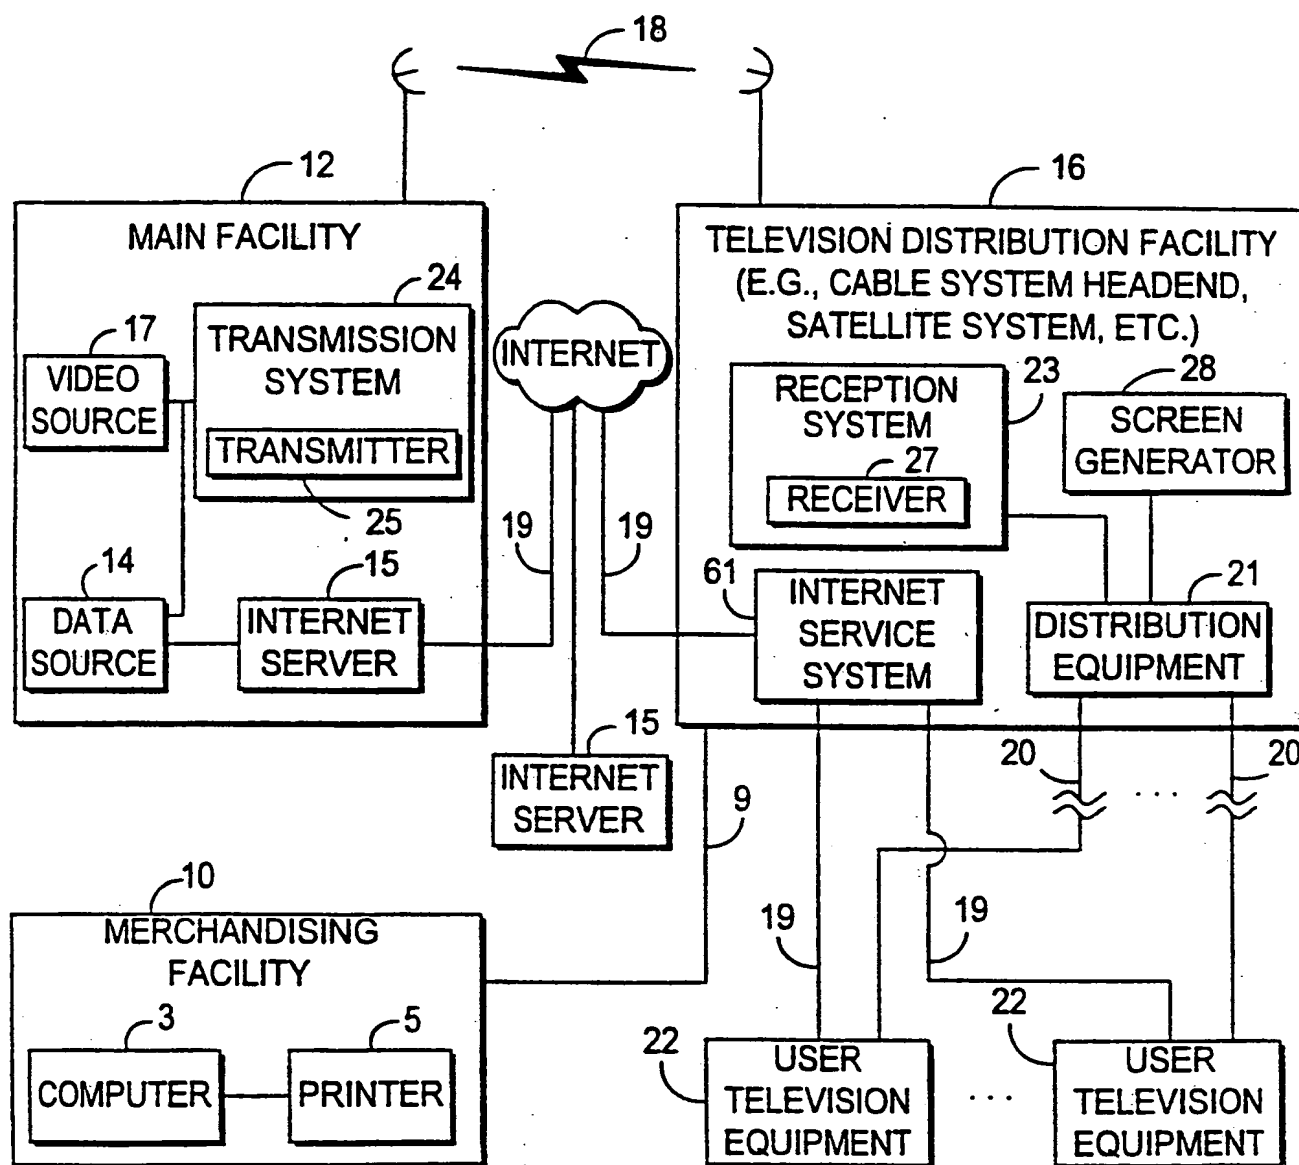 18
12
16
MAIN FACILITY
TELEVISION DISTRIBUTION FACILITY
(E.G., CABLE SYSTEM HEADEND,
SATELLITE SYSTEM, ETC.)
24
17
TRANSMISSION
SYSTEM
VIDEO
SOURCE
TRANSMITTER
25
INTERNET
RECEPTION
SYSTEM
23
27
RECEIVER
28
SCREEN
GENERATOR
19
19
14
DATA
SOURCE
15
INTERNET
SERVER
61
INTERNET
SERVICE
SYSTEM
21
DISTRIBUTION
EQUIPMENT
15
INTERNET
SERVER
9
20
...
20
10
MERCHANDISING
FACILITY
3
COMPUTER
5
PRINTER
19
19
22
USER
TELEVISION
EQUIPMENT
...
22
USER
TELEVISION
EQUIPMENT